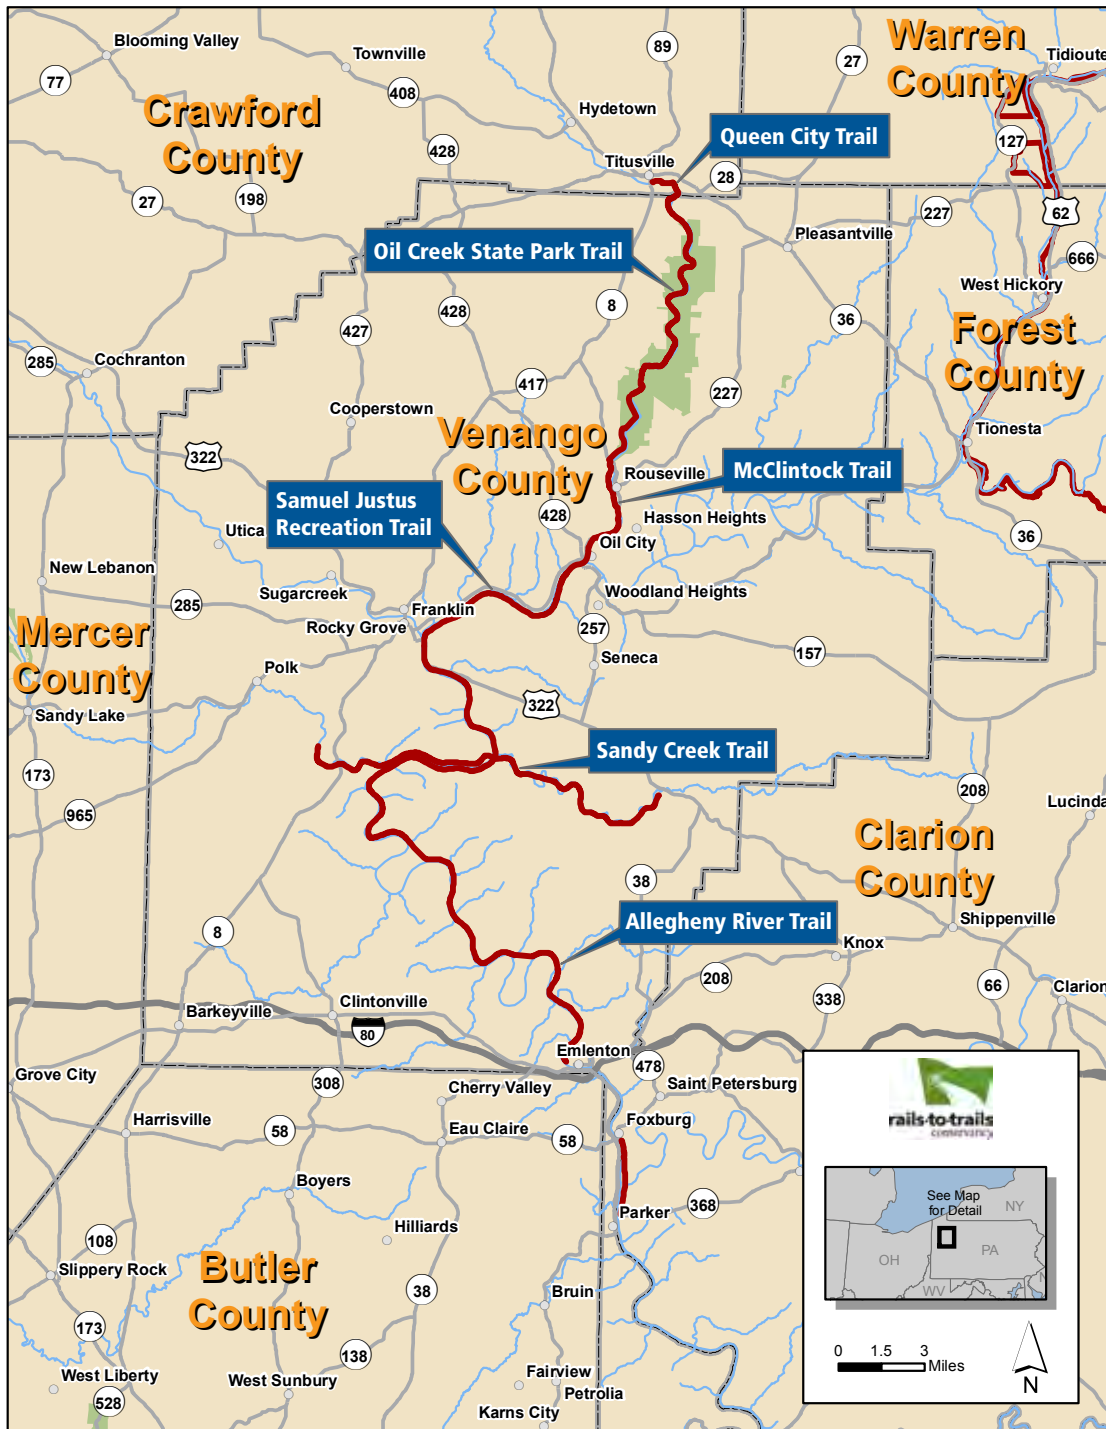 Warren
County
Tidioute
Blooming Valley
Townville
89
27
77
408
Hydetown
Crawford
County
Queen City Trail
127
428
Titusville
28
27
198
62
227
Pleasantville
Oil Creek State Park Trail
666
West Hickory
428
8
36
427
Forest
County
285
Cochranton
417
227
Cooperstown
Venango
County
Tionesta
322
Rouseville
McClintock Trail
Samuel Justus
Recreation Trail
428
Hasson Heights
Utica
36
Oil City
New Lebanon
Sugarcreek
Woodland Heights
285
Franklin
Rocky Grove
257
Mercer
County
157
Seneca
Polk
322
Sandy Lake
Sandy Creek Trail
173
208
965
Lucinda
Clarion
County
38
Allegheny River Trail
Shippenville
8
Knox
208
66
338
Clintonville
Clarion
Barkeyville
80
Emlenton
478
Grove City
308
Cherry Valley
Saint Petersburg
Harrisville
58
Eau Claire
58
Foxburg
rails-to-trails
conservancy
Boyers
368
Parker
See Map
for Detail
NY
Hilliards
108
PA
OH
Slippery Rock
Butler
County
38
Bruin
WV
173
138
0 1.5 3
Miles
Fairview
West Liberty
West Sunbury
Petrolia
N
528
Karns City